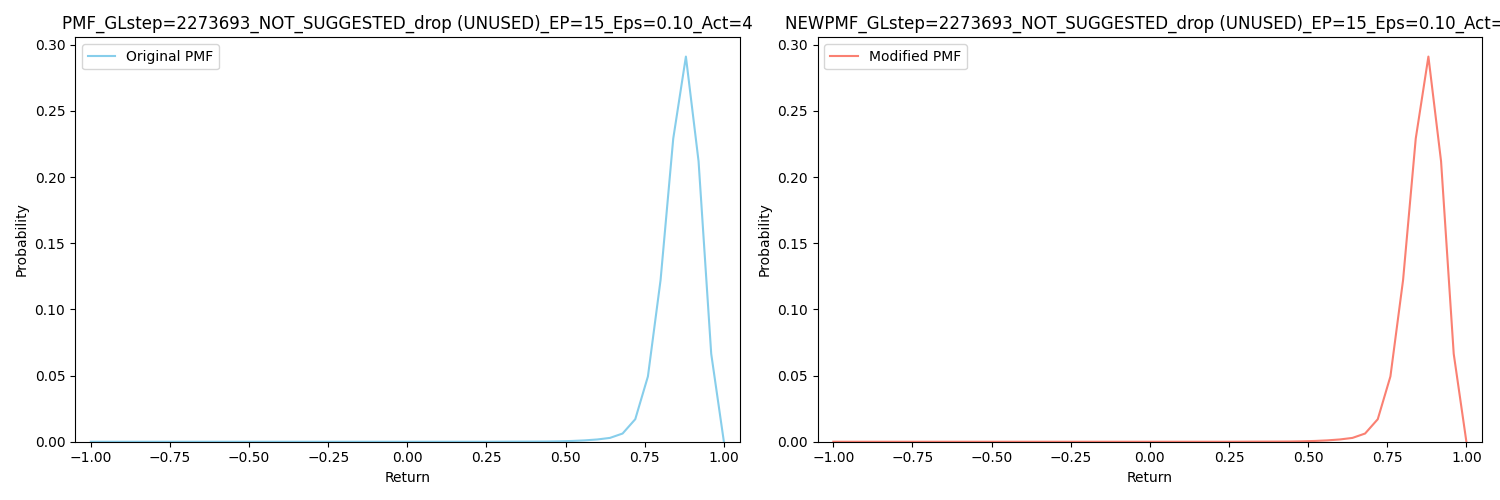 PMF_GLstep=2273693_NOT_SUGGESTED_drop (UNUSED)_EP=15_Eps=0.10_Act=4
Original PMF
Probability
0.30
0.25
0.20
0.15
0.10
0.05
0.00
−1.00 −0.75 −0.50 −0.25 0.00 0.25 0.50 0.75 1.00
Return
NEWPMF_GLstep=2273693_NOT_SUGGESTED_drop (UNUSED)_EP=15_Eps=0.10_Act=
Modified PMF
Probability
0.30
0.25
0.20
0.15
0.10
0.05
0.00
−1.00 −0.75 −0.50 −0.25 0.00 0.25 0.50 0.75 1.00
Return